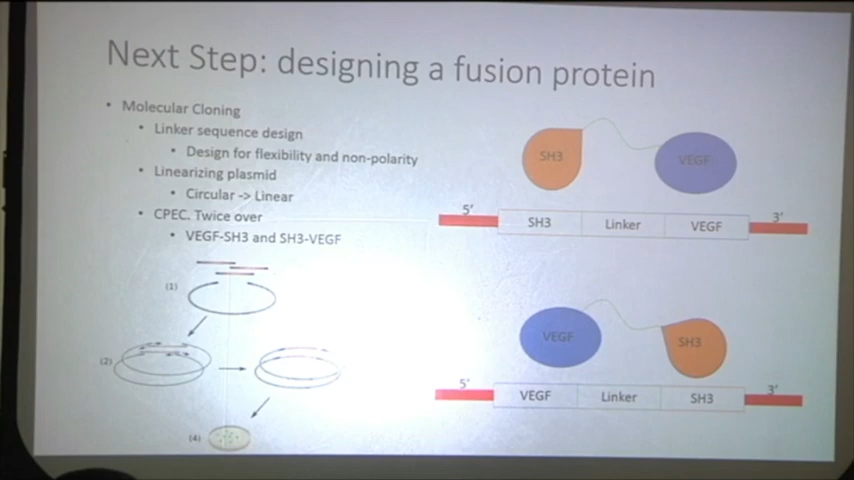 Next Step: designing a fusion protein
• Molecular Cloning
• Linker sequence design
• Design for flexibility and non-polarity
• Linearizing plasmid
• Circular -> Linear
• CPEC. Twice over
• VEGF-SH3 and SH3-VEGF
(1)
(2)
(4)
SH3
VEGF
5'
3'
SH3 Linker VEGF
VEGF
SH3
5'
3'
VEGF Linker SH3